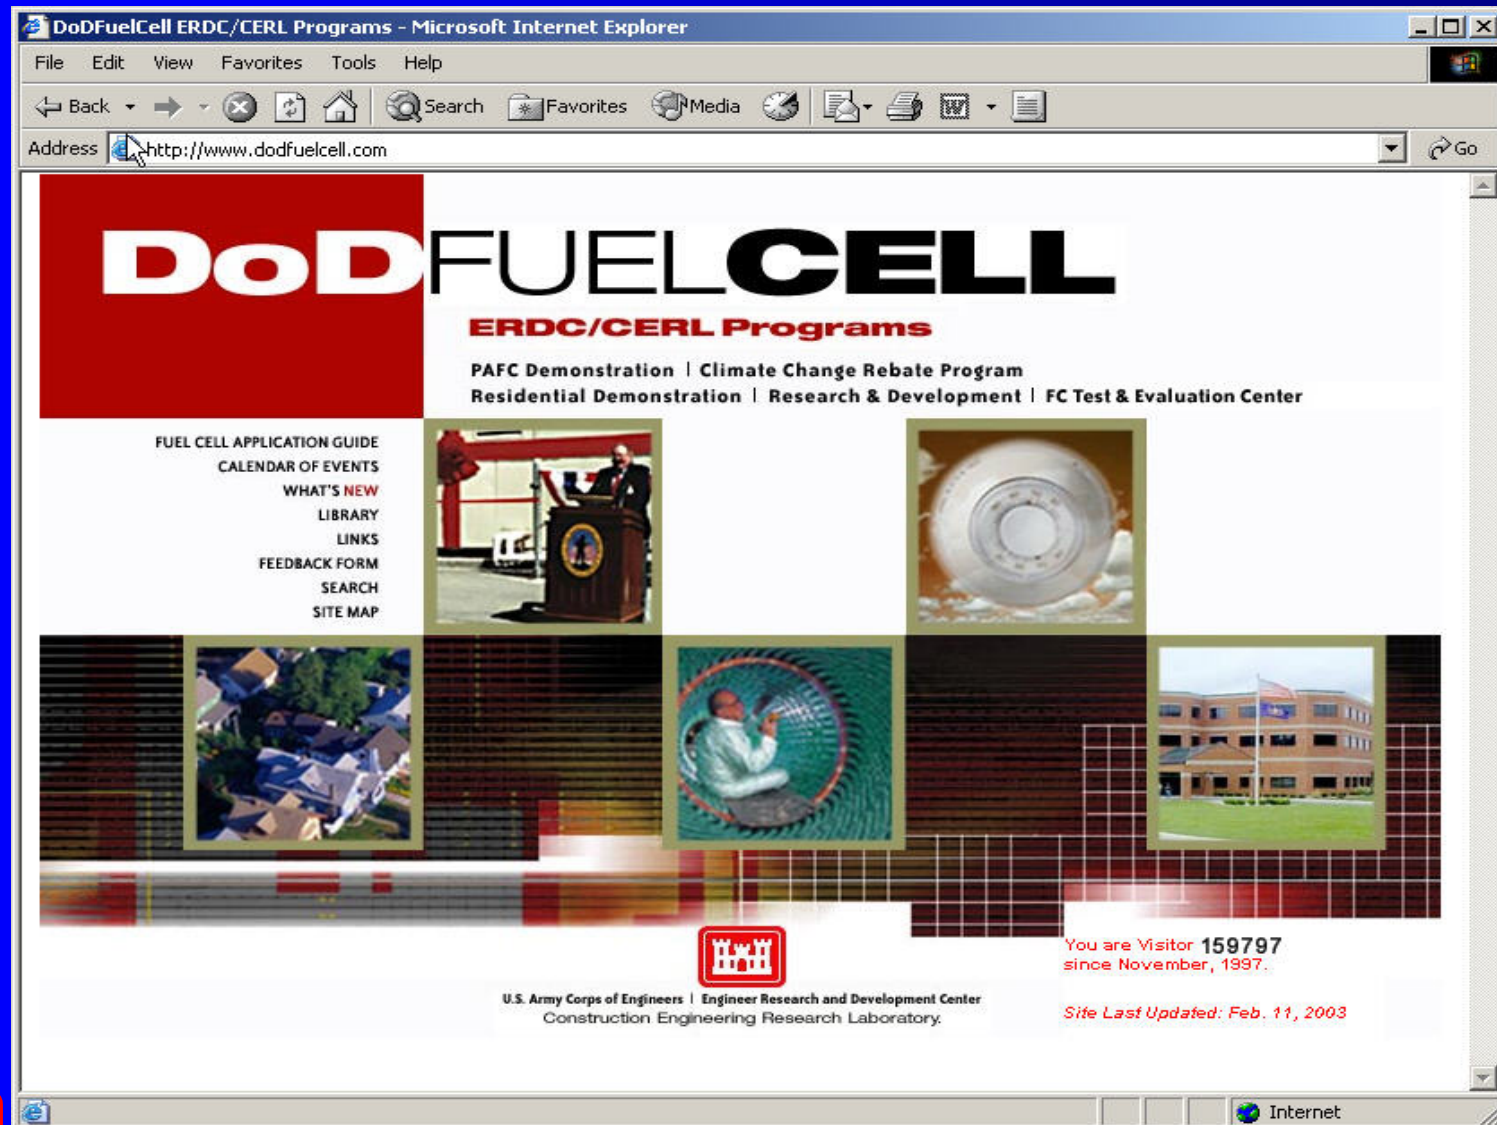 DoDFuelCell ERDC/CERL Programs - Microsoft Internet Explorer
File Edit View Favorites Tools Help
Back Search Favorites Media
Address http://www.dodfuelcell.com Go
DoDFUELCELL
ERDC/CERL Programs
PAFC Demonstration | Climate Change Rebate Program
Residential Demonstration | Research & Development | FC Test & Evaluation Center
FUEL CELL APPLICATION GUIDE
CALENDAR OF EVENTS
WHAT'S NEW
LIBRARY
LINKS
FEEDBACK FORM
SEARCH
SITE MAP
You are Visitor 159797
since November, 1997.
U.S. Army Corps of Engineers | Engineer Research and Development Center
Construction Engineering Research Laboratory.
Site Last Updated: Feb. 11, 2003
Internet